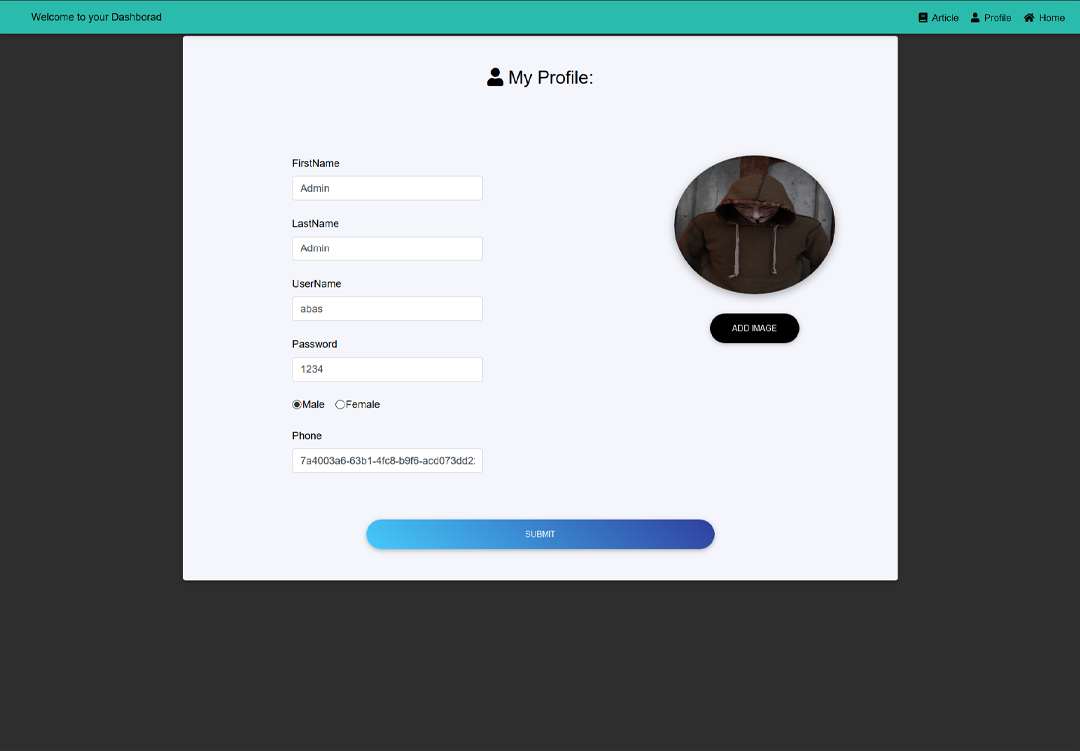 Welcome to your Dashborad
Article Profile Home
My Profile:
FirstName
Admin
LastName
Admin
UserName
abas
Password
1234
Male Female
Phone
7a4003a6-63b1-4fc8-b9f6-acd073dd2
ADD IMAGE
SUBMIT